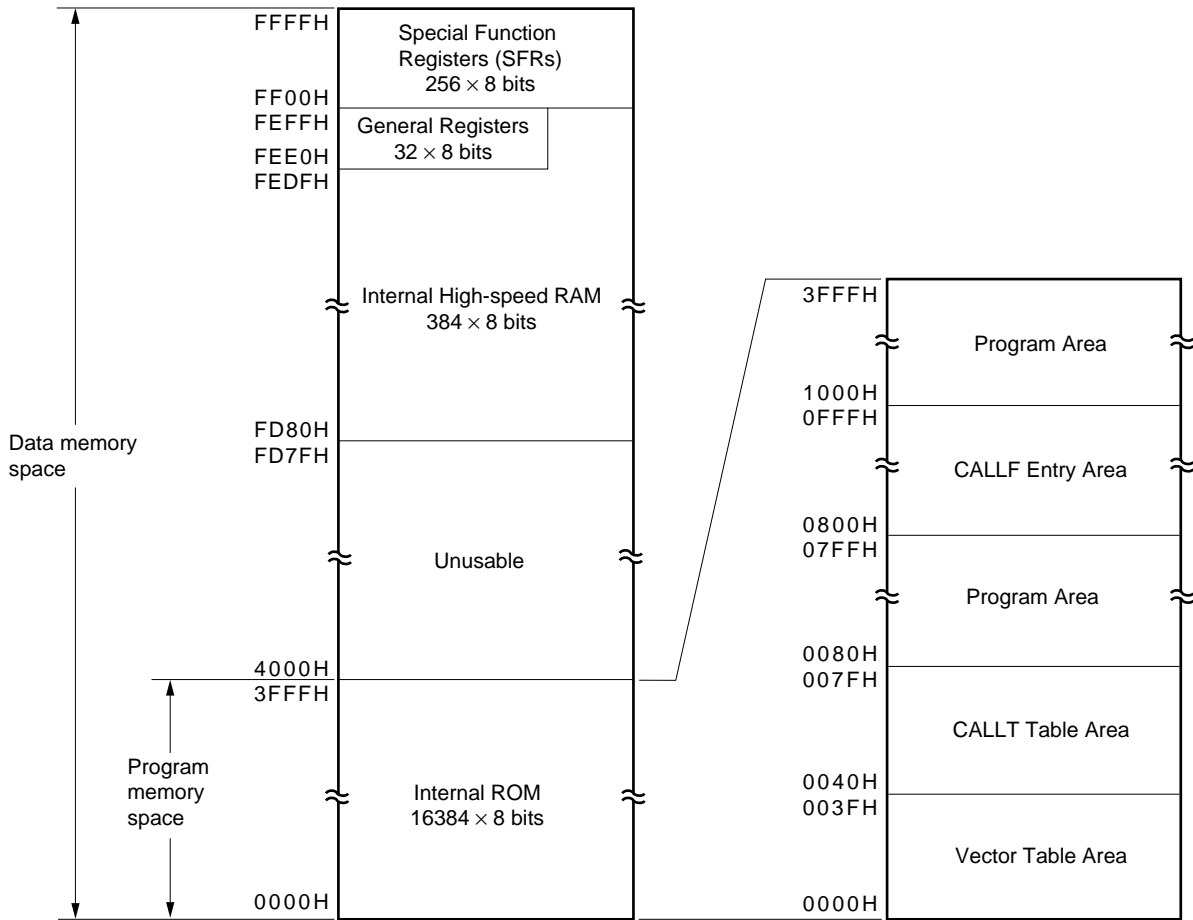 FFFFH
Special Function
Registers (SFRs)
256 × 8 bits
FF00H
FEFFH
General Registers
32 × 8 bits
FEE0H
FEDFH
Internal High-speed RAM
384 × 8 bits
FD80H
FD7FH
Data memory
space
Unusable
4000H
3FFFH
Program
memory
space
Internal ROM
16384 × 8 bits
0000H
3FFFH
Program Area
1000H
0FFFH
CALLF Entry Area
0800H
07FFH
Program Area
0080H
007FH
CALLT Table Area
0040H
003FH
Vector Table Area
0000H